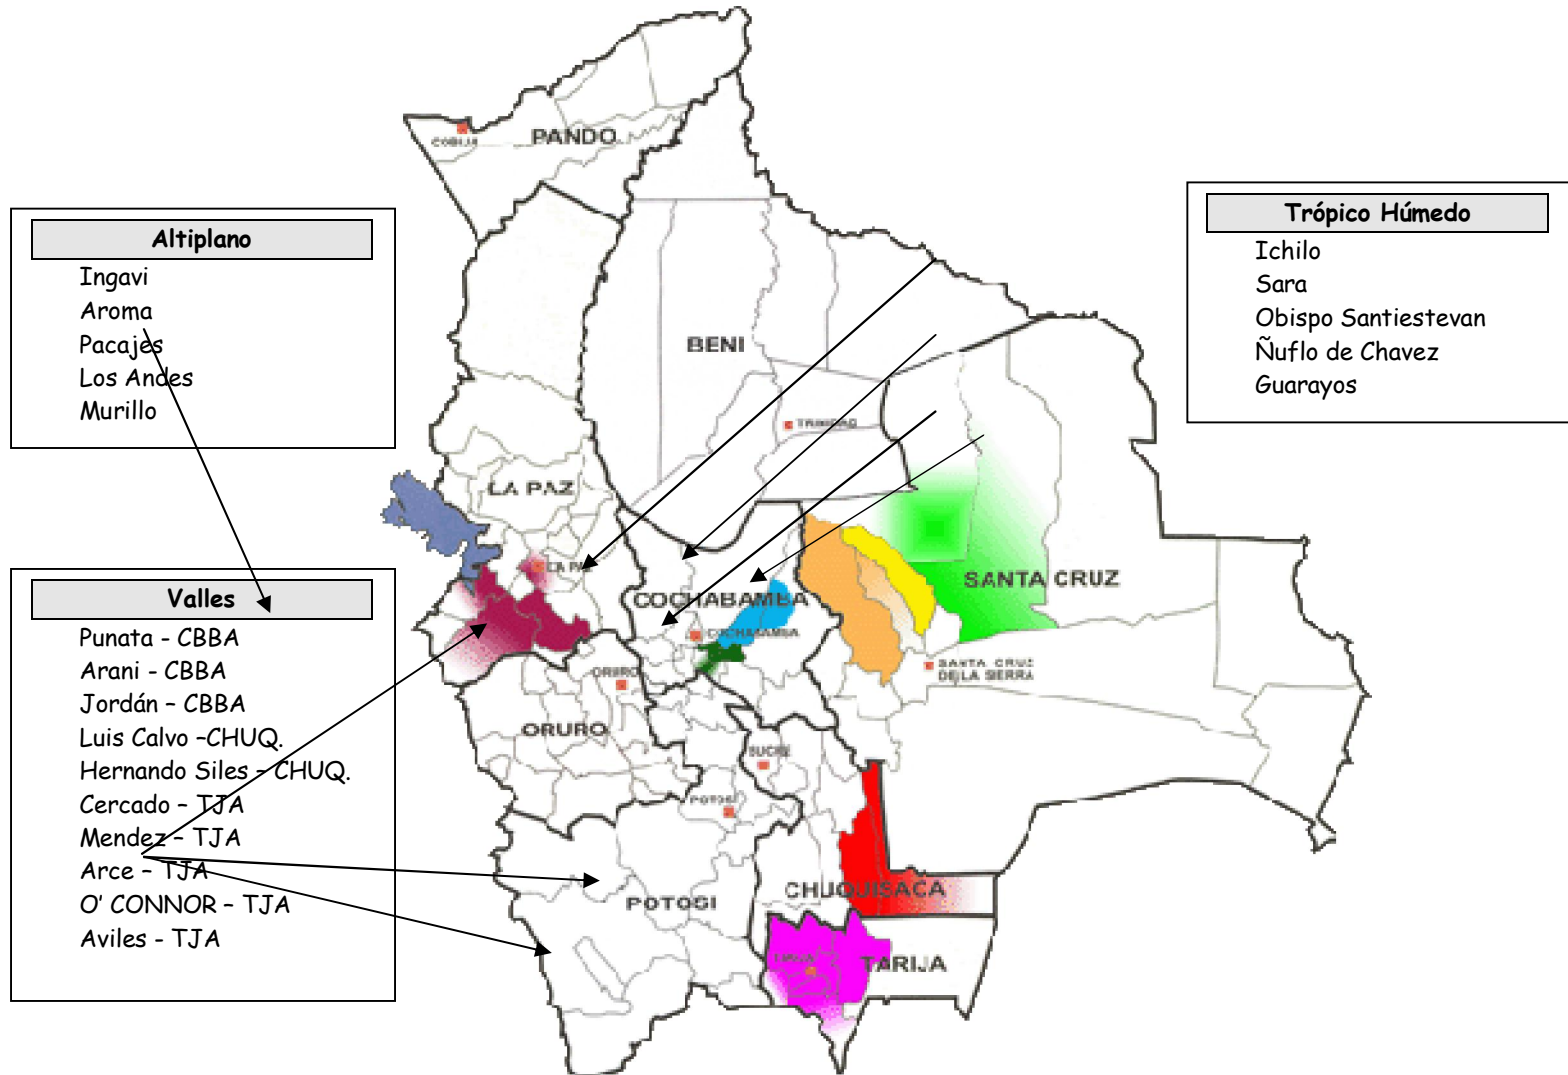 COBIJA
PANDO
Altiplano
Ingavi
Aroma
Pacajes
Los Andes
Murillo
Trópico Húmedo
Ichilo
Sara
Obispo Santiestevan
Ñuflo de Chavez
Guarayos
BENI
TRINIDAD
LA PAZ
LA PAZ
Valles
Punata - CBBA
Arani - CBBA
Jordán – CBBA
Luis Calvo –CHUQ.
Hernando Siles – CHUQ.
Cercado – TJA
Mendez – TJA
Arce – TJA
O' CONNOR – TJA
Aviles - TJA
COCHABAMBA
COCHABAMBA
SANTA CRUZ
SANTA CRUZ
DE LA SIERRA
ORURO
ORURO
SUCRE
POTOSI
POTOSI
CHUQUISACA
TARIJA